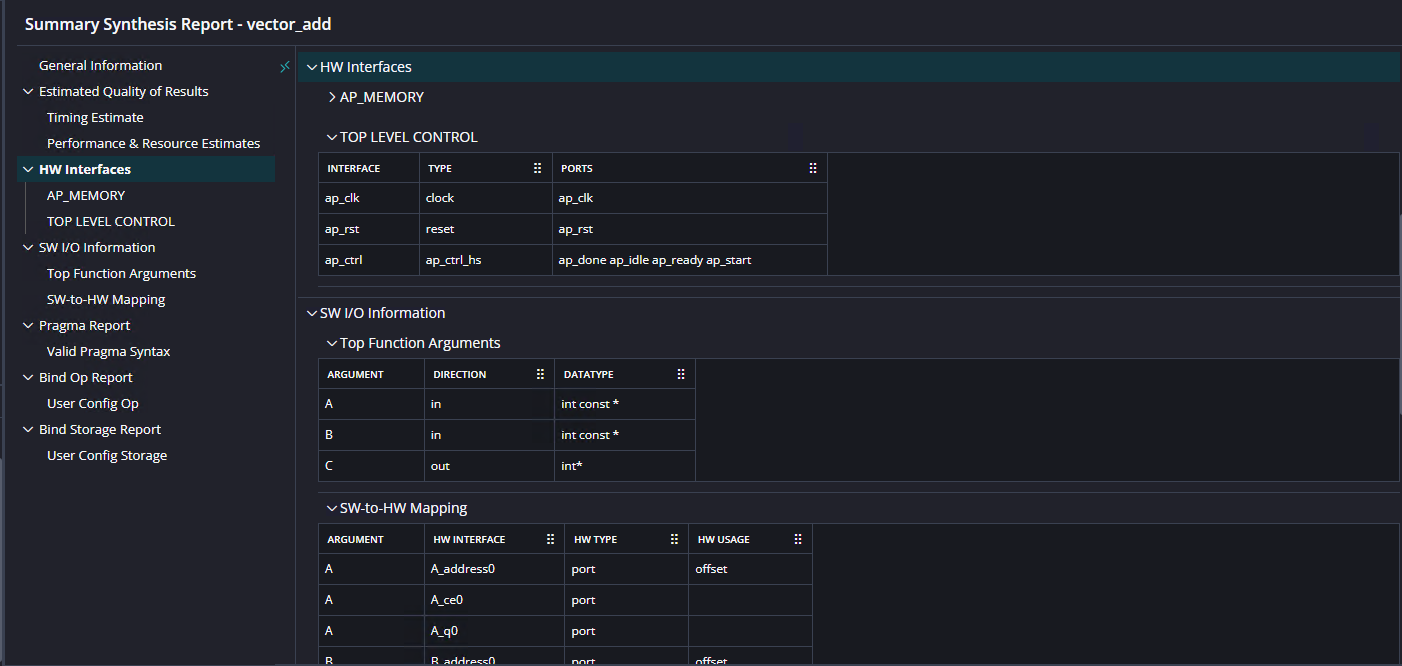 Summary Synthesis Report - vector_add
General Information
Estimated Quality of Results
Timing Estimate
Performance & Resource Estimates
HW Interfaces
AP_MEMORY
TOP LEVEL CONTROL
SW I/O Information
Top Function Arguments
SW-to-HW Mapping
Pragma Report
Valid Pragma Syntax
Bind Op Report
User Config Op
Bind Storage Report
User Config Storage
HW Interfaces
AP_MEMORY
TOP LEVEL CONTROL
INTERFACE TYPE PORTS
ap_clk clock ap_clk
ap_rst reset ap_rst
ap_ctrl ap_ctrl_hs ap_done ap_idle ap_ready ap_start
SW I/O Information
Top Function Arguments
ARGUMENT DIRECTION DATATYPE
A in int const *
B in int const *
C out int*
SW-to-HW Mapping
ARGUMENT HW INTERFACE HW TYPE HW USAGE
A A_address0 port offset
A A_ce0 port
A A_q0 port
B B_address0 port offset